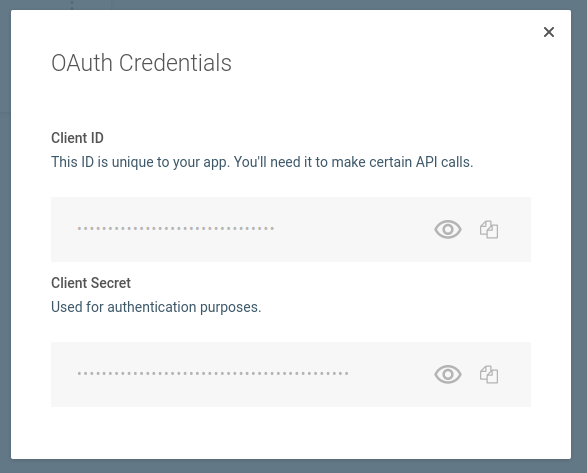 OAuth Credentials
Client ID
This ID is unique to your app. You'll need it to make certain API calls.
Client Secret
Used for authentication purposes.